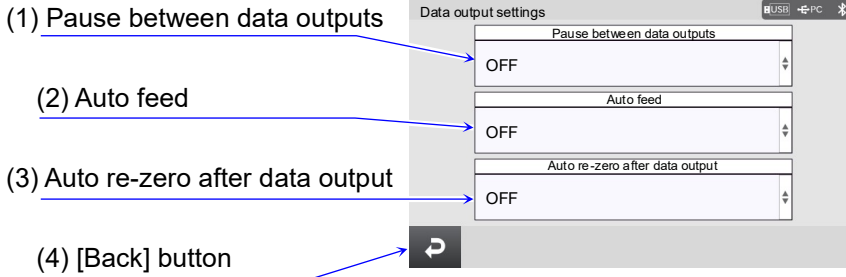 (1) Pause between data outputs
Data output settings
USB PC
Pause between data outputs
OFF
(2) Auto feed
Auto feed
OFF
(3) Auto re-zero after data output
Auto re-zero after data output
OFF
(4) [Back] button